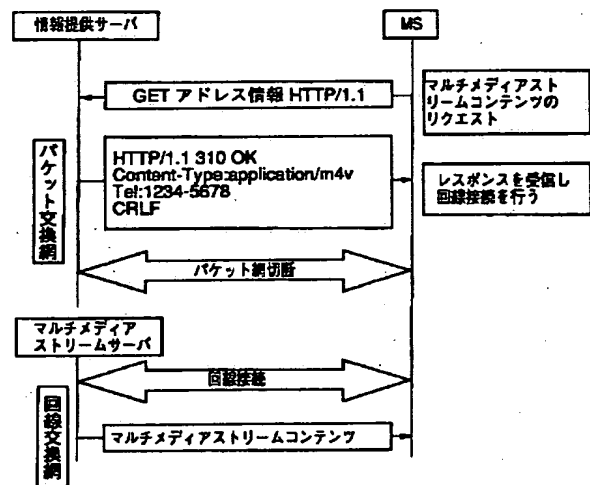 情報提供サーバ
MS
GET アドレス情報 HTTP/1.1
マルチメディアスト
リームコンテンツの
リクエスト
パケット交換網
HTTP/1.1 310 OK
Content-Type:application/m4v
Tel:1234-5678
CRLF
レスポンスを受信し
回線接続を行う
パケット網切断
マルチメディア
ストリームサーバ
回線接続
回線交換網
マルチメディアストリームコンテンツ